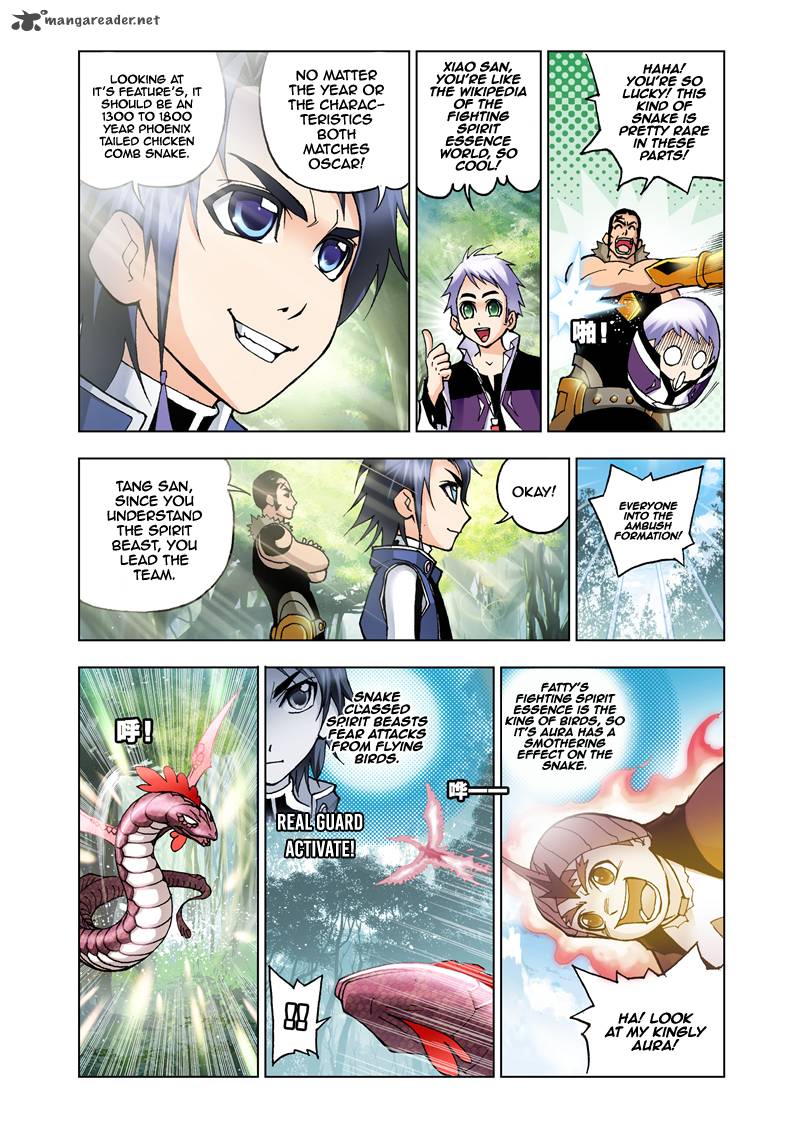 mangareader.net
LOOKING AT
IT'S FEATURE'S, IT
SHOULD BE AN
1300 TO 1800
YEAR PHOENIX
TAILED CHICKEN
COMB SNAKE.
NO MATTER
THE YEAR OR
THE CHARAC-
TERISTICS
BOTH
MATCHES
OSCAR!
XIAO SAN,
YOU'RE LIKE
THE WIKIPEDIA
OF THE
FIGHTING
SPIRIT
ESSENCE
WORLD, SO
COOL!
HAHA!
YOU'RE SO
LUCKY! THIS
KIND OF
SNAKE IS
PRETTY RARE
IN THESE
PARTS!
啪!
TANG SAN,
SINCE YOU
UNDERSTAND
THE SPIRIT
BEAST, YOU
LEAD THE
TEAM.
OKAY!
EVERYONE
INTO THE
AMBUSH
FORMATION!
呼!
SNAKE
CLASSED
SPIRIT BEASTS
FEAR ATTACKS
FROM FLYING
BIRDS.
REAL GUARD
ACTIVATE!
哗——
!!
FATTY'S
FIGHTING SPIRIT
ESSENCE IS THE
KING OF BIRDS, SO
IT'S AURA HAS A
SMOTHERING
EFFECT ON THE
SNAKE.
HA! LOOK
AT MY KINGLY
AURA!